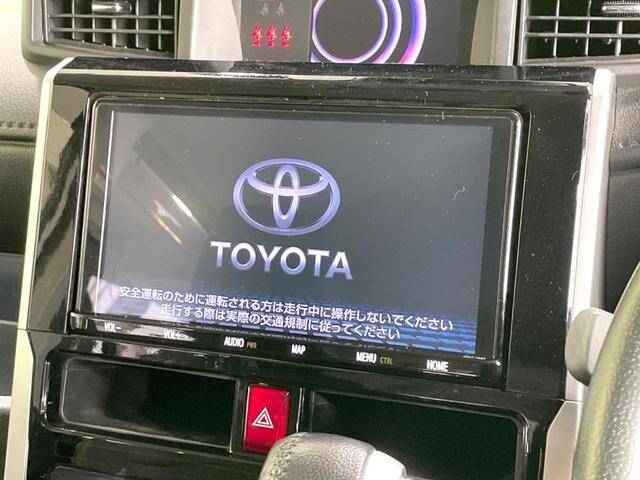 TOYOTA
安全運転のために運転される方は走行中に操作しないでください
走行する際は実際の交通規制に従ってください
VOL− VOL+ AUDIO PWR MAP MENU CTRL HOME